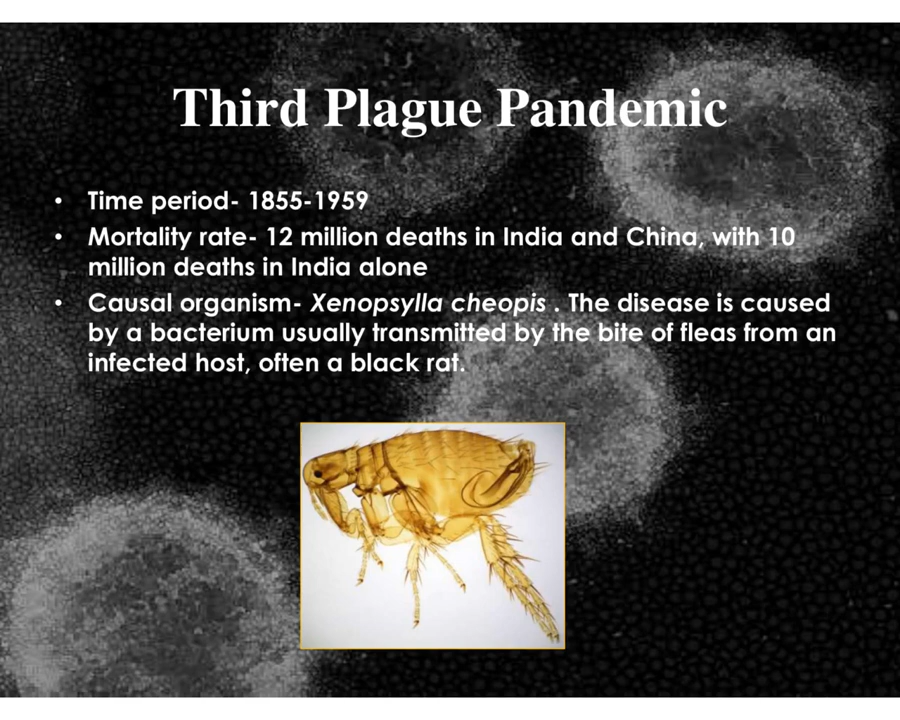 Third Plague Pandemic
• Time period- 1855-1959
• Mortality rate- 12 million deaths in India and China, with 10
million deaths in India alone
• Causal organism- Xenopsylla cheopis . The disease is caused
by a bacterium usually transmitted by the bite of fleas from an
infected host, often a black rat.